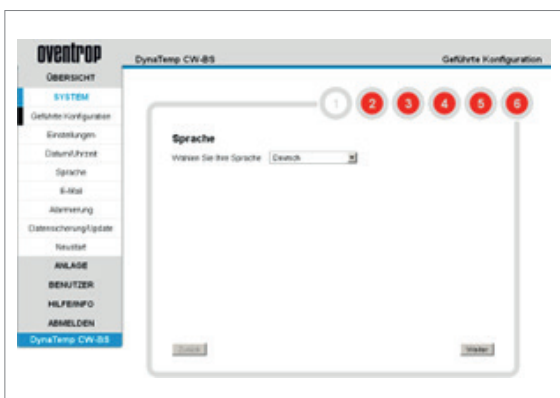 oventrop
DynaTemp CW-BS
Geführte Konfiguration
ÜBERSICHT
SYSTEM
Geführte Konfiguration
Einstellungen
Datum/Uhrzeit
Sprache
E-Mail
Alarmierung
Datensicherung/Update
Neustart
ANLAGE
BENUTZER
HILFE/INFO
ABMELDEN
DynaTemp CW-BS
1 2 3 4 5 6
Sprache
Wählen Sie Ihre Sprache Deutsch
Zurück
Weiter